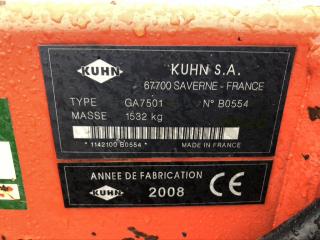 KUHN
KUHN S.A.
67700 SAVERNE - FRANCE
TYPE GA7501 N° B0554
MASSE 1532 kg
* 1142100 B0554 * MADE IN FRANCE
KUHN
ANNEE DE FABRICATION
2008 CE